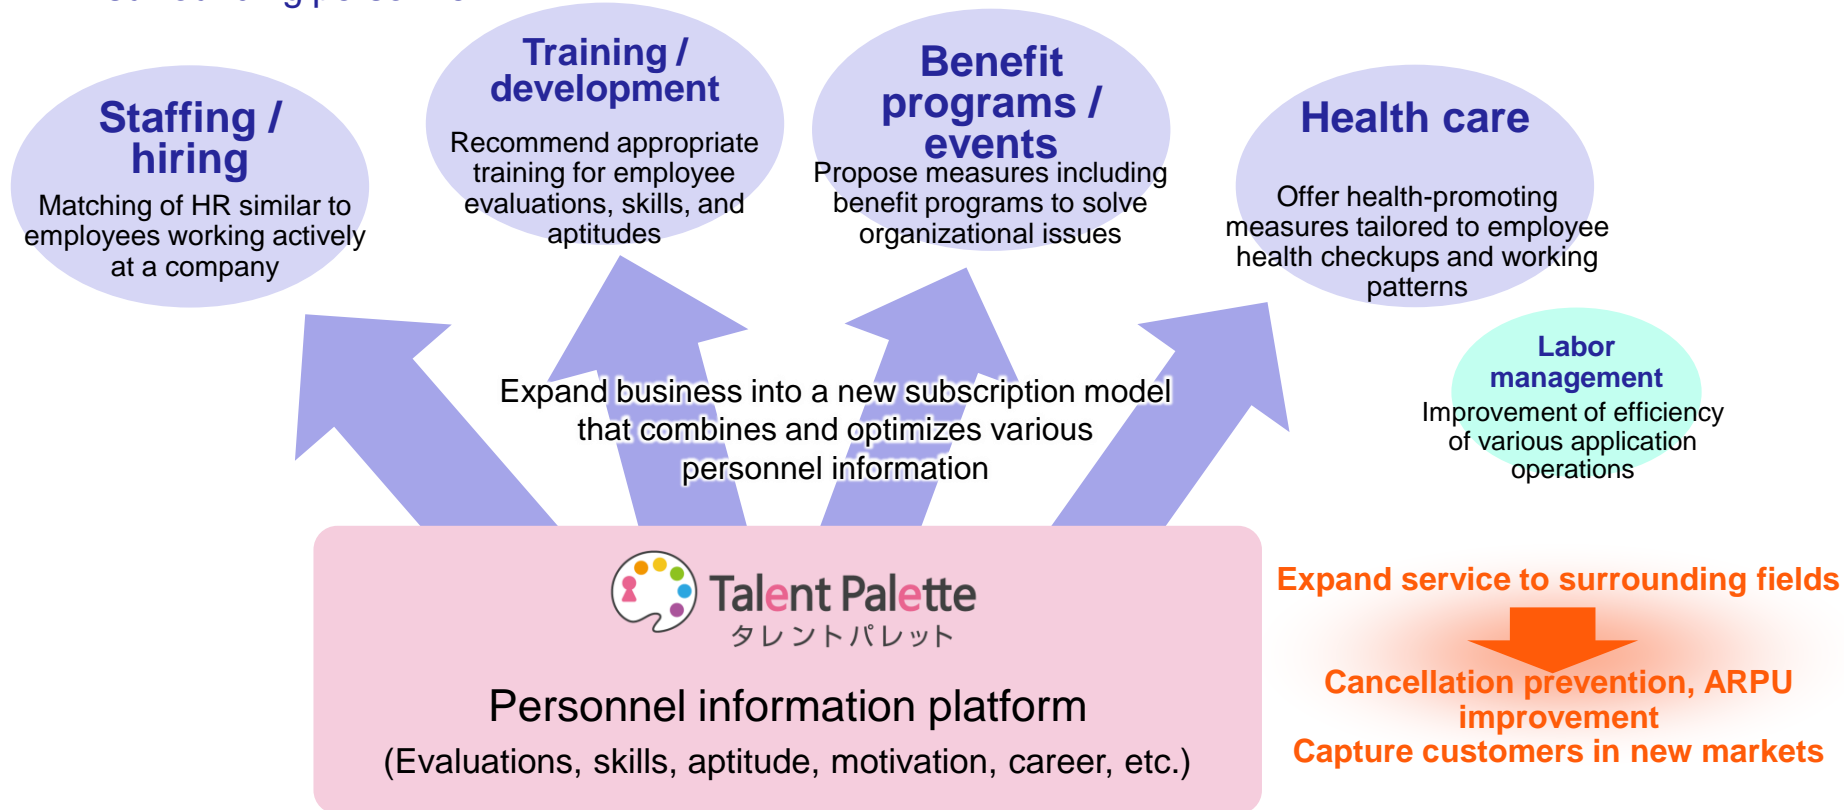 Staffing /
hiring
Matching of HR similar to
employees working actively
at a company
Training /
development
Recommend appropriate
training for employee
evaluations, skills, and
aptitudes
Benefit
programs /
events
Propose measures including
benefit programs to solve
organizational issues
Health care
Offer health-promoting
measures tailored to employee
health checkups and working
patterns
Labor
management
Improvement of efficiency
of various application
operations
Expand business into a new subscription model
that combines and optimizes various
personnel information
Talent Palette
タレントパレット
Personnel information platform
(Evaluations, skills, aptitude, motivation, career, etc.)
Expand service to surrounding fields
Cancellation prevention, ARPU
improvement
Capture customers in new markets